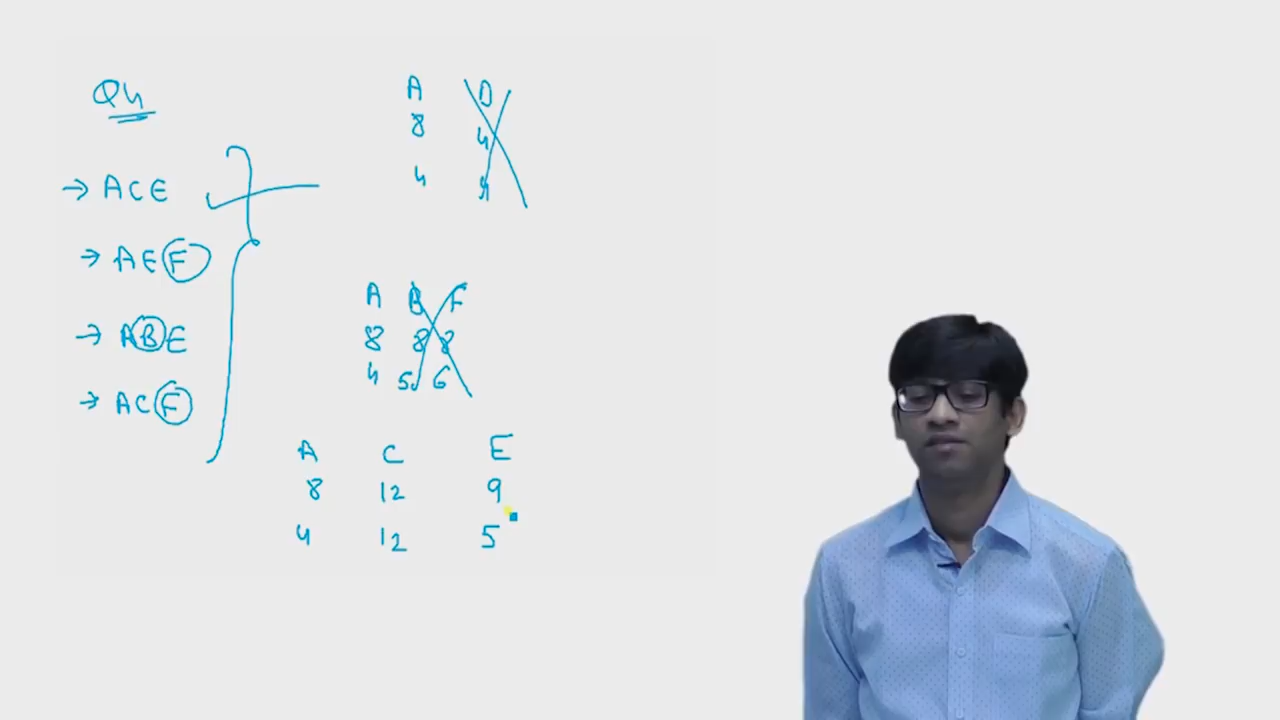 Q4
→ ACE
→ AEF
→ ABE
→ ACF
A D
8 4
4 4
A B F
8 8 8
4 5 6
A C E
8 12 9
4 12 5